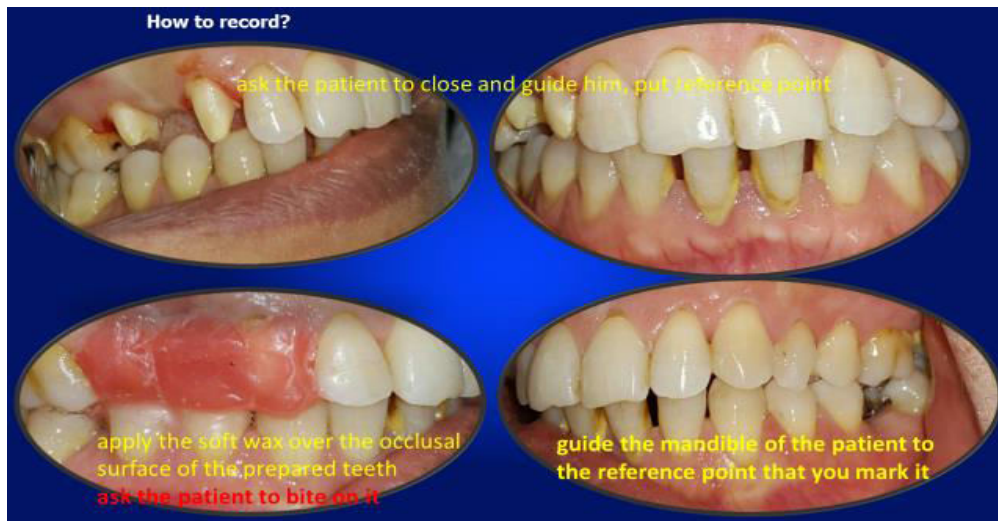 How to record?
ask the patient to close and guide him, put reference point
apply the soft wax over the occlusal
surface of the prepared teeth
ask the patient to bite on it
guide the mandible of the patient to
the reference point that you mark it